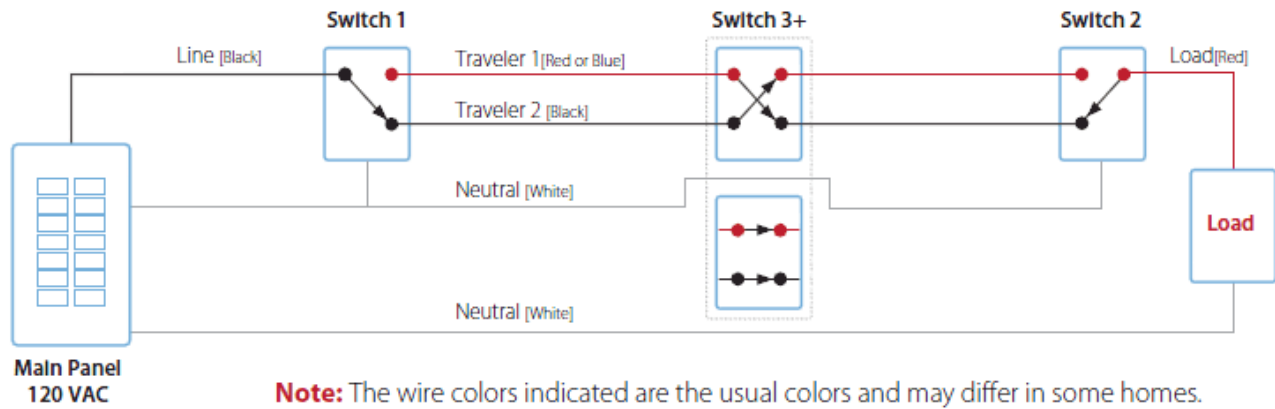 Switch 1
Switch 3+
Switch 2
Line [Black]
Traveler 1[Red or Blue]
Load[Red]
Traveler 2 [Black]
Neutral [White]
Load
Neutral [White]
Main Panel
120 VAC
Note: The wire colors indicated are the usual colors and may differ in some homes.